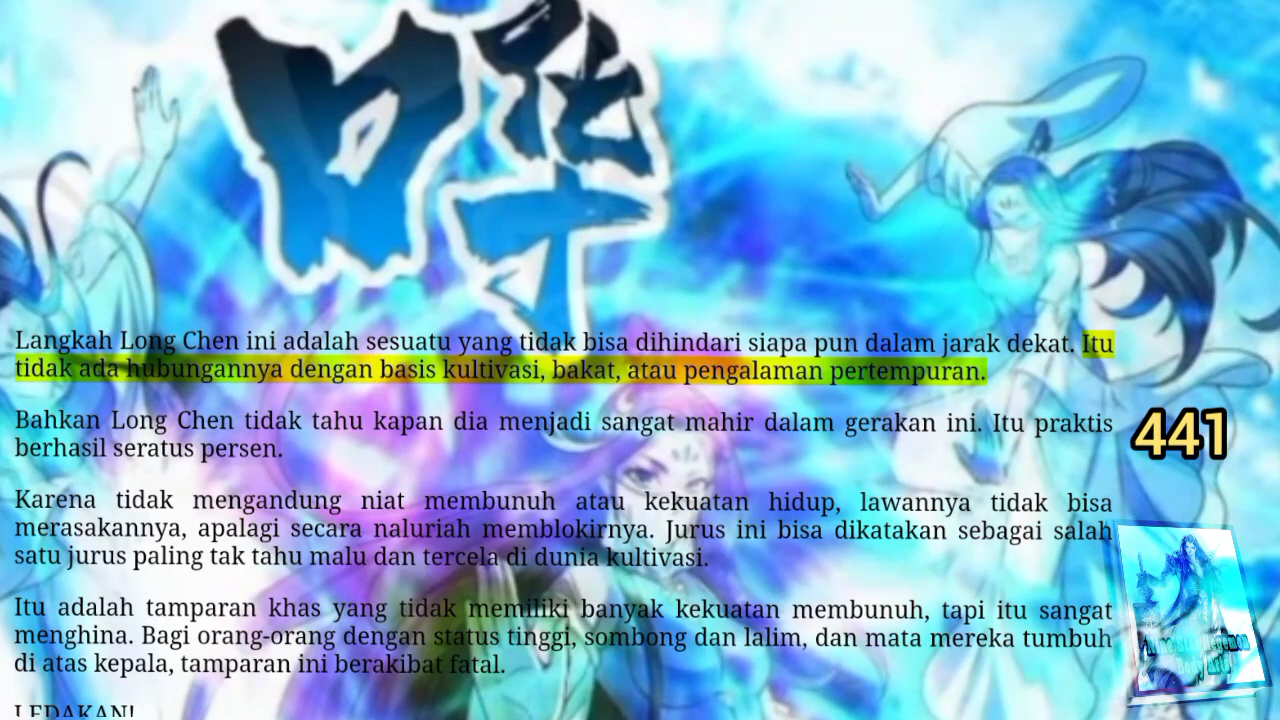 Langkah Long Chen ini adalah sesuatu yang tidak bisa dihindari siapa pun dalam jarak dekat. Itu
tidak ada hubungannya dengan basis kultivasi, bakat, atau pengalaman pertempuran.
Bahkan Long Chen tidak tahu kapan dia menjadi sangat mahir dalam gerakan ini. Itu praktis
berhasil seratus persen.
441
Karena tidak mengandung niat membunuh atau kekuatan hidup, lawannya tidak bisa
merasakannya, apalagi secara naluriah memblokirnya. Jurus ini bisa dikatakan sebagai salah
satu jurus paling tak tahu malu dan tercela di dunia kultivasi.
Itu adalah tamparan khas yang tidak memiliki banyak kekuatan membunuh, tapi itu sangat
menghina. Bagi orang-orang dengan status tinggi, sombong dan lalim, dan mata mereka tumbuh
di atas kepala, tamparan ini berakibat fatal.
LEDAKAN!